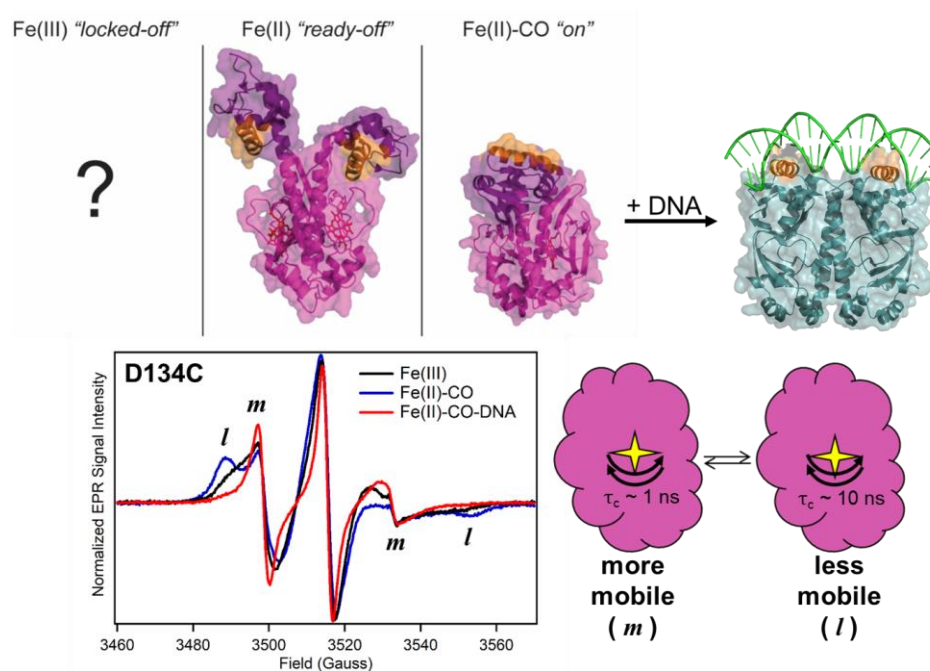 Fe(III) "locked-off"
Fe(II) "ready-off"
Fe(II)-CO "on"
?
+ DNA
D134C
Fe(III)
Fe(II)-CO
Fe(II)-CO-DNA
l
m
m
l
Normalized EPR Signal Intensity
3460
3480
3500
3520
3540
3560
Field (Gauss)
τc ~ 1 ns
τc ~ 10 ns
more
mobile
( m )
less
mobile
( l )